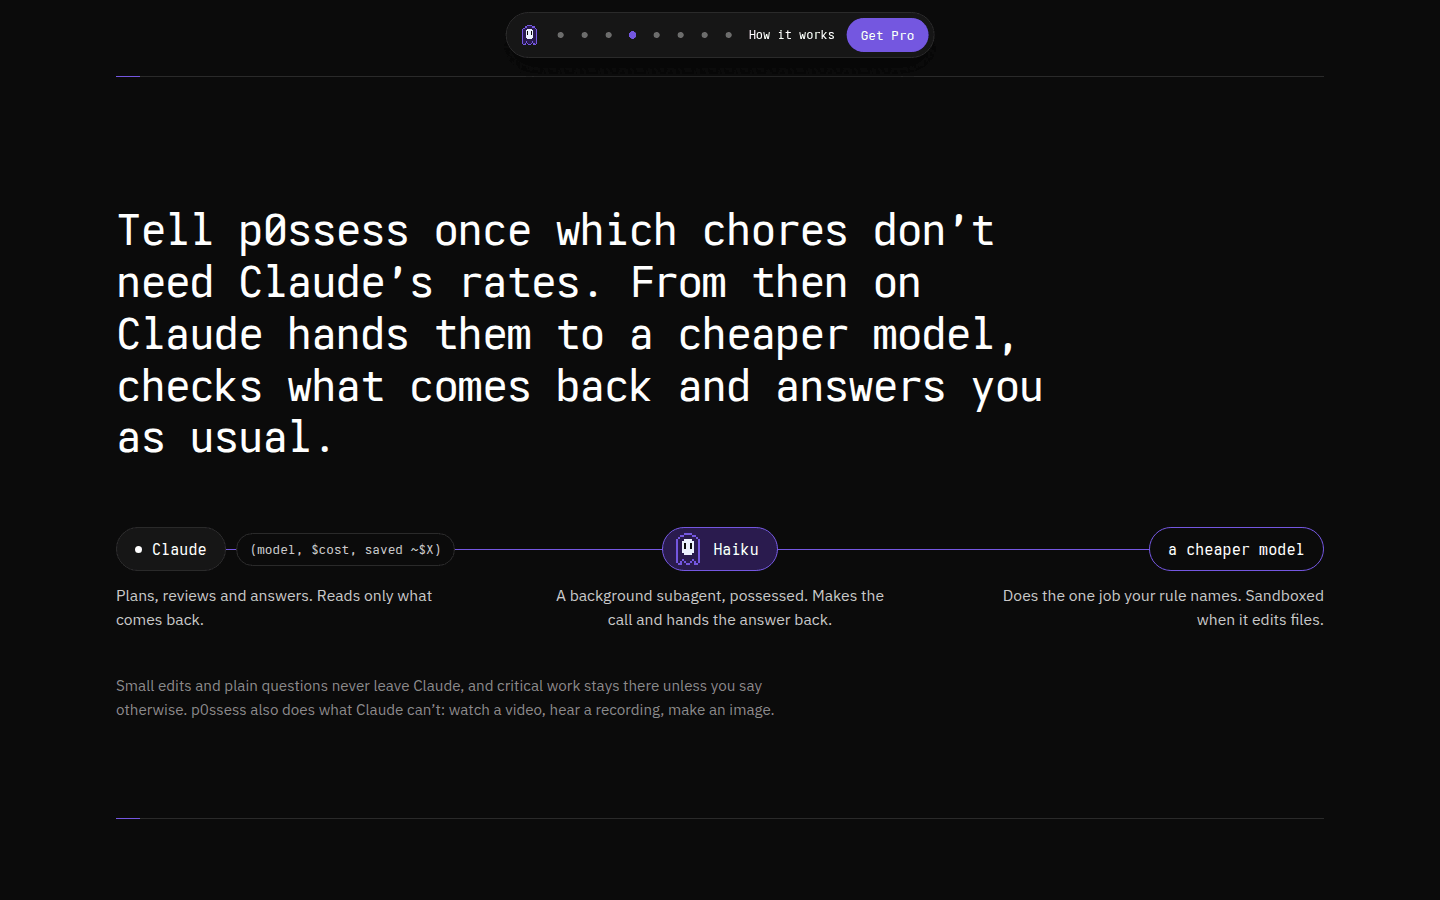 How it works
Get Pro
Tell p0ssess once which chores don’t
need Claude’s rates. From then on
Claude hands them to a cheaper model,
checks what comes back and answers you
as usual.
Claude
(model, $cost, saved ~$X)
Haiku
a cheaper model
Plans, reviews and answers. Reads only what
comes back.
A background subagent, possessed. Makes the
call and hands the answer back.
Does the one job your rule names. Sandboxed
when it edits files.
Small edits and plain questions never leave Claude, and critical work stays there unless you say
otherwise. p0ssess also does what Claude can’t: watch a video, hear a recording, make an image.